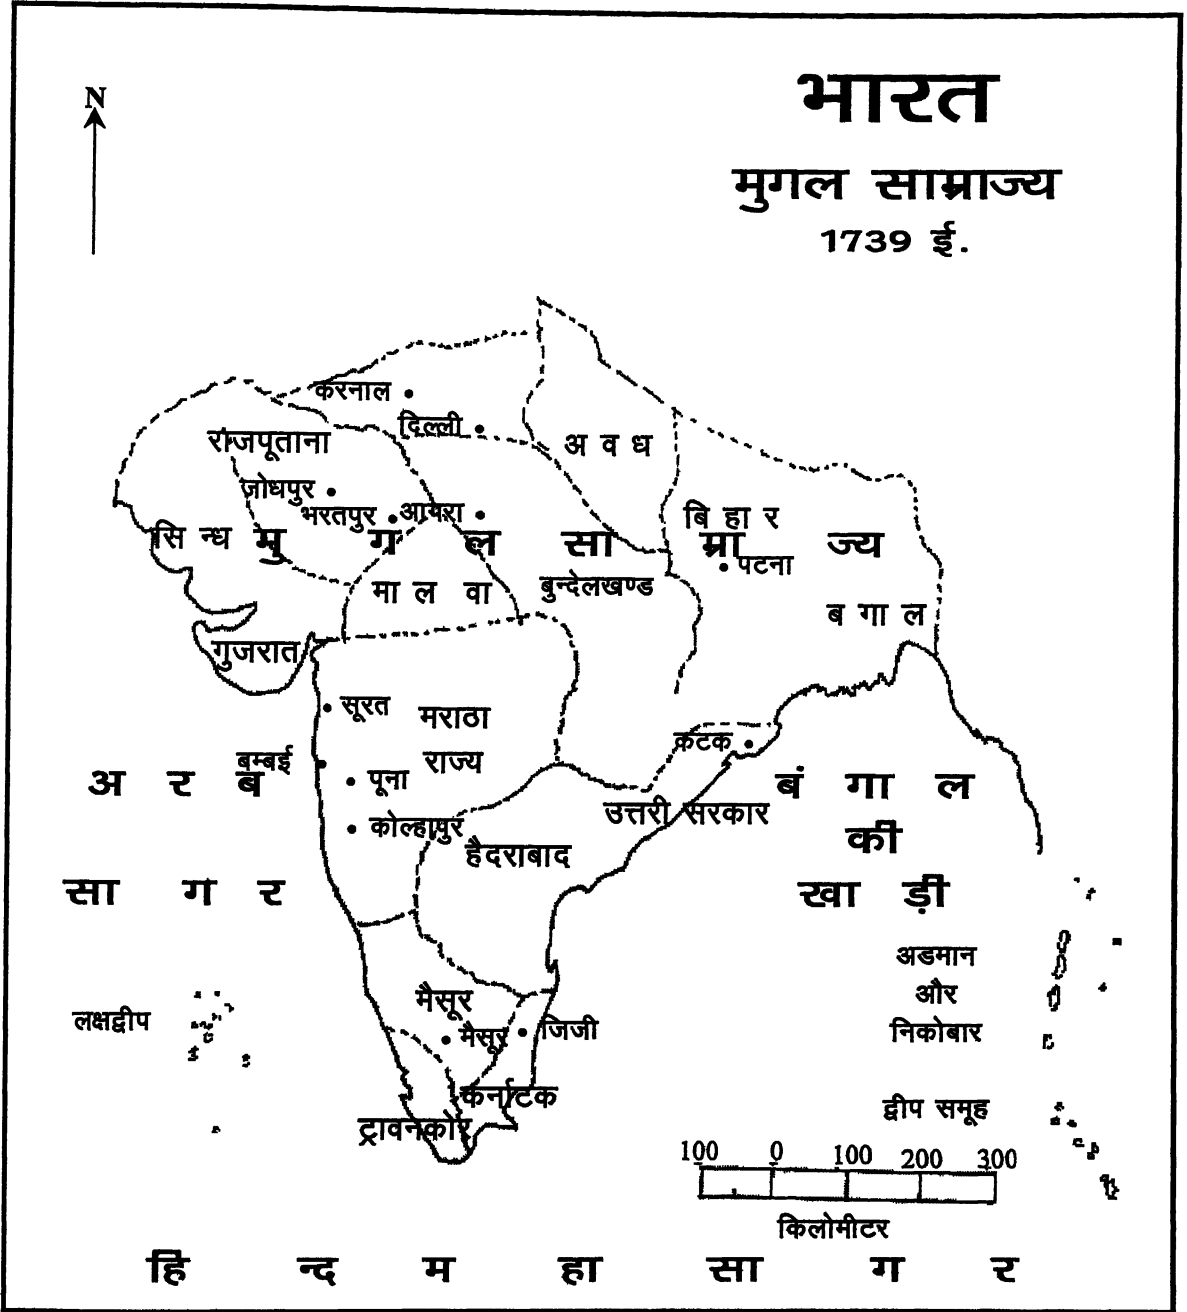 N
भारत
मुगल साम्राज्य
1739 ई.
करनाल
दिल्ली
राजपूताना
अ व ध
जोधपुर
भरतपुर
आगरा
बि हा र
सि न्ध
मु ग ल सा म्रा ज्य
पटना
मा ल वा
बुन्देलखण्ड
ब गा ल
गुजरात
सूरत
मराठा
राज्य
कटक
बम्बई
पूना
अ र ब
सा ग र
बं गा ल
की
खा ड़ी
उत्तरी सरकार
कोल्हापुर
हैदराबाद
अडमान
और
निकोबार
द्वीप समूह
लक्षद्वीप
मैसूर
मैसूर
जिजी
कर्नाटक
ट्रावनकोर
100 0 100 200 300
किलोमीटर
हि न्द म हा सा ग र